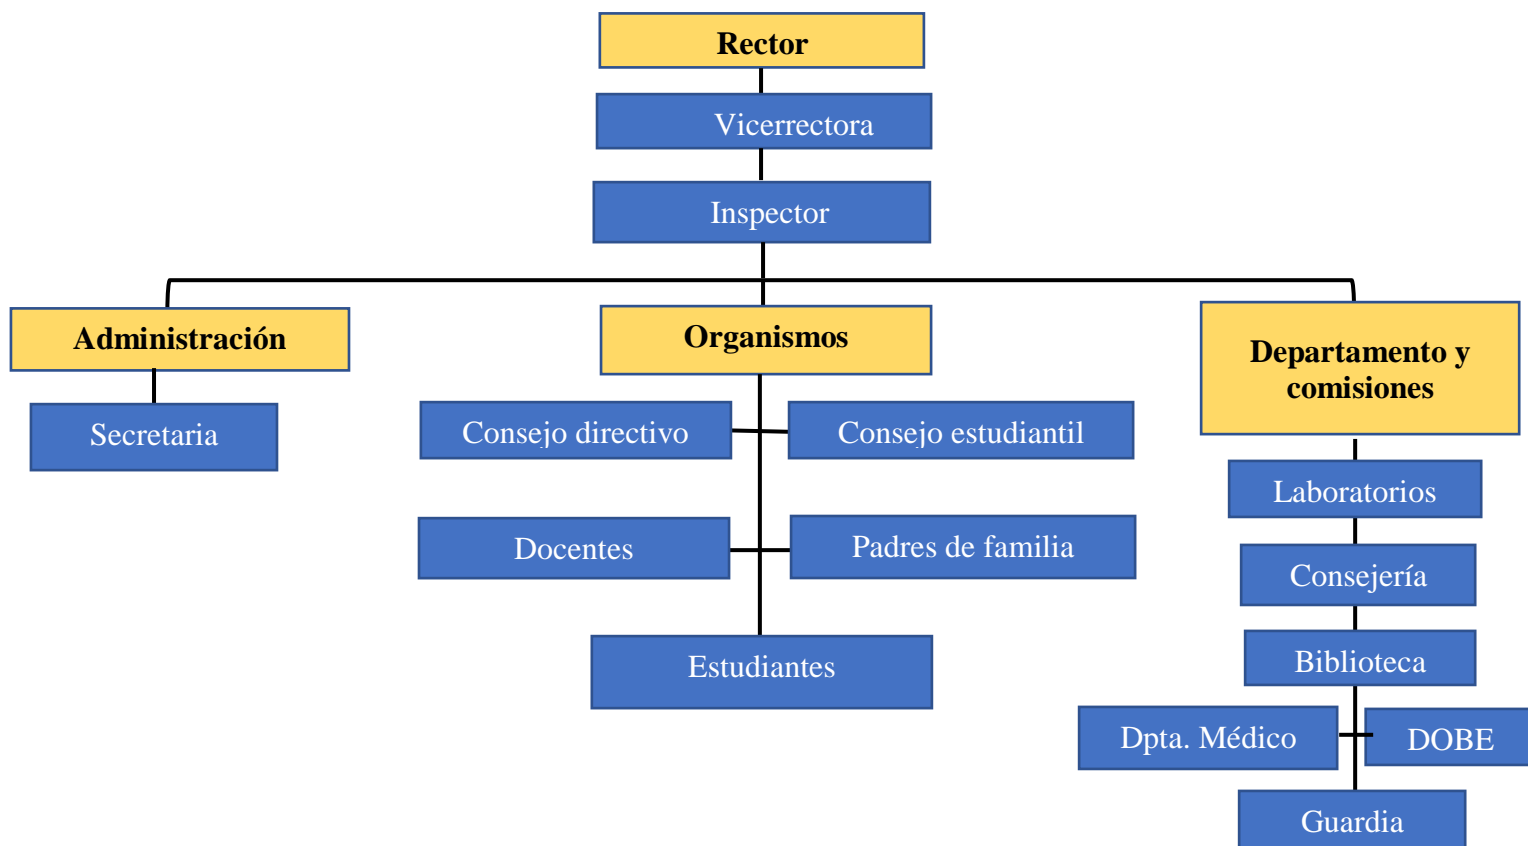 Rector
Vicerrectora
Inspector
Administración
Organismos
Departamento y
comisiones
Secretaria
Consejo directivo
Consejo estudiantil
Docentes
Padres de familia
Estudiantes
Laboratorios
Consejería
Biblioteca
Dpta. Médico
DOBE
Guardia